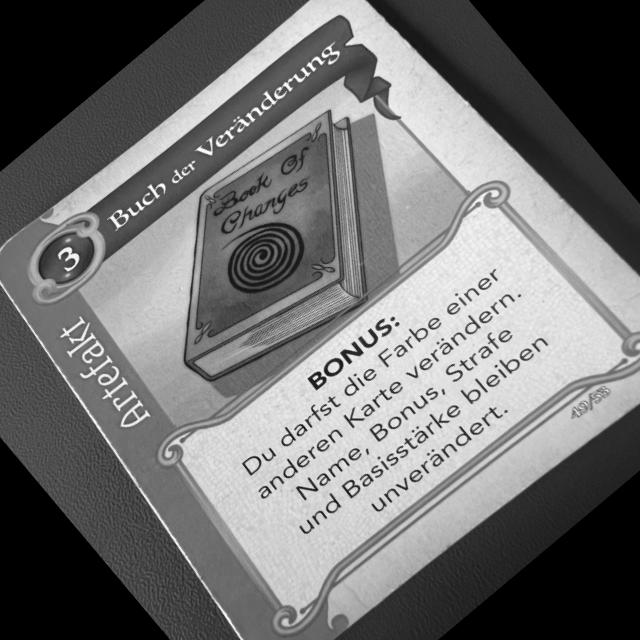 3
Buch der Veränderung
Book Of
Changes
Artefakt
BONUS:
Du darfst die Farbe einer
anderen Karte verändern.
Name, Bonus, Strafe
und Basisstärke bleiben
unverändert.